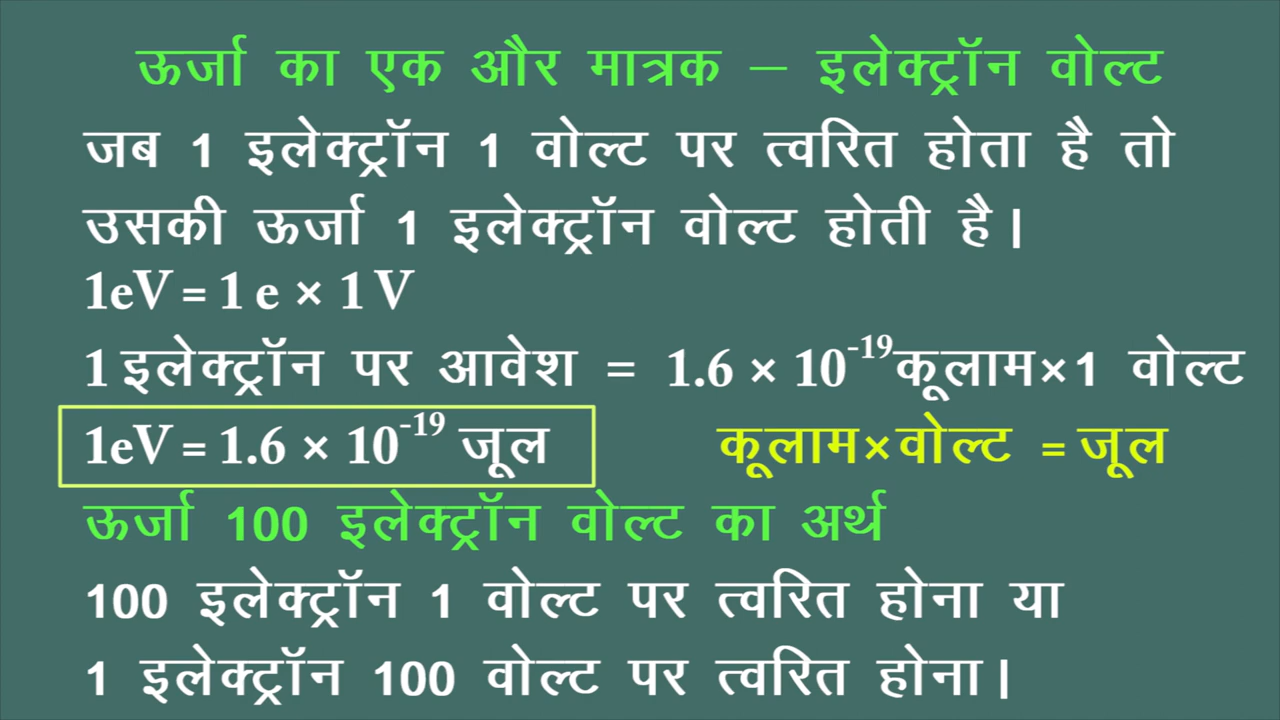 ऊर्जा का एक और मात्रक – इलेक्ट्रॉन वोल्ट
जब 1 इलेक्ट्रॉन 1 वोल्ट पर त्वरित होता है तो
उसकी ऊर्जा 1 इलेक्ट्रॉन वोल्ट होती है।
1eV = 1 e × 1 V
1 इलेक्ट्रॉन पर आवेश = 1.6 × 10⁻¹⁹ कूलाम×1 वोल्ट
1eV = 1.6 × 10⁻¹⁹ जूल कूलाम×वोल्ट = जूल
ऊर्जा 100 इलेक्ट्रॉन वोल्ट का अर्थ
100 इलेक्ट्रॉन 1 वोल्ट पर त्वरित होना या
1 इलेक्ट्रॉन 100 वोल्ट पर त्वरित होना।